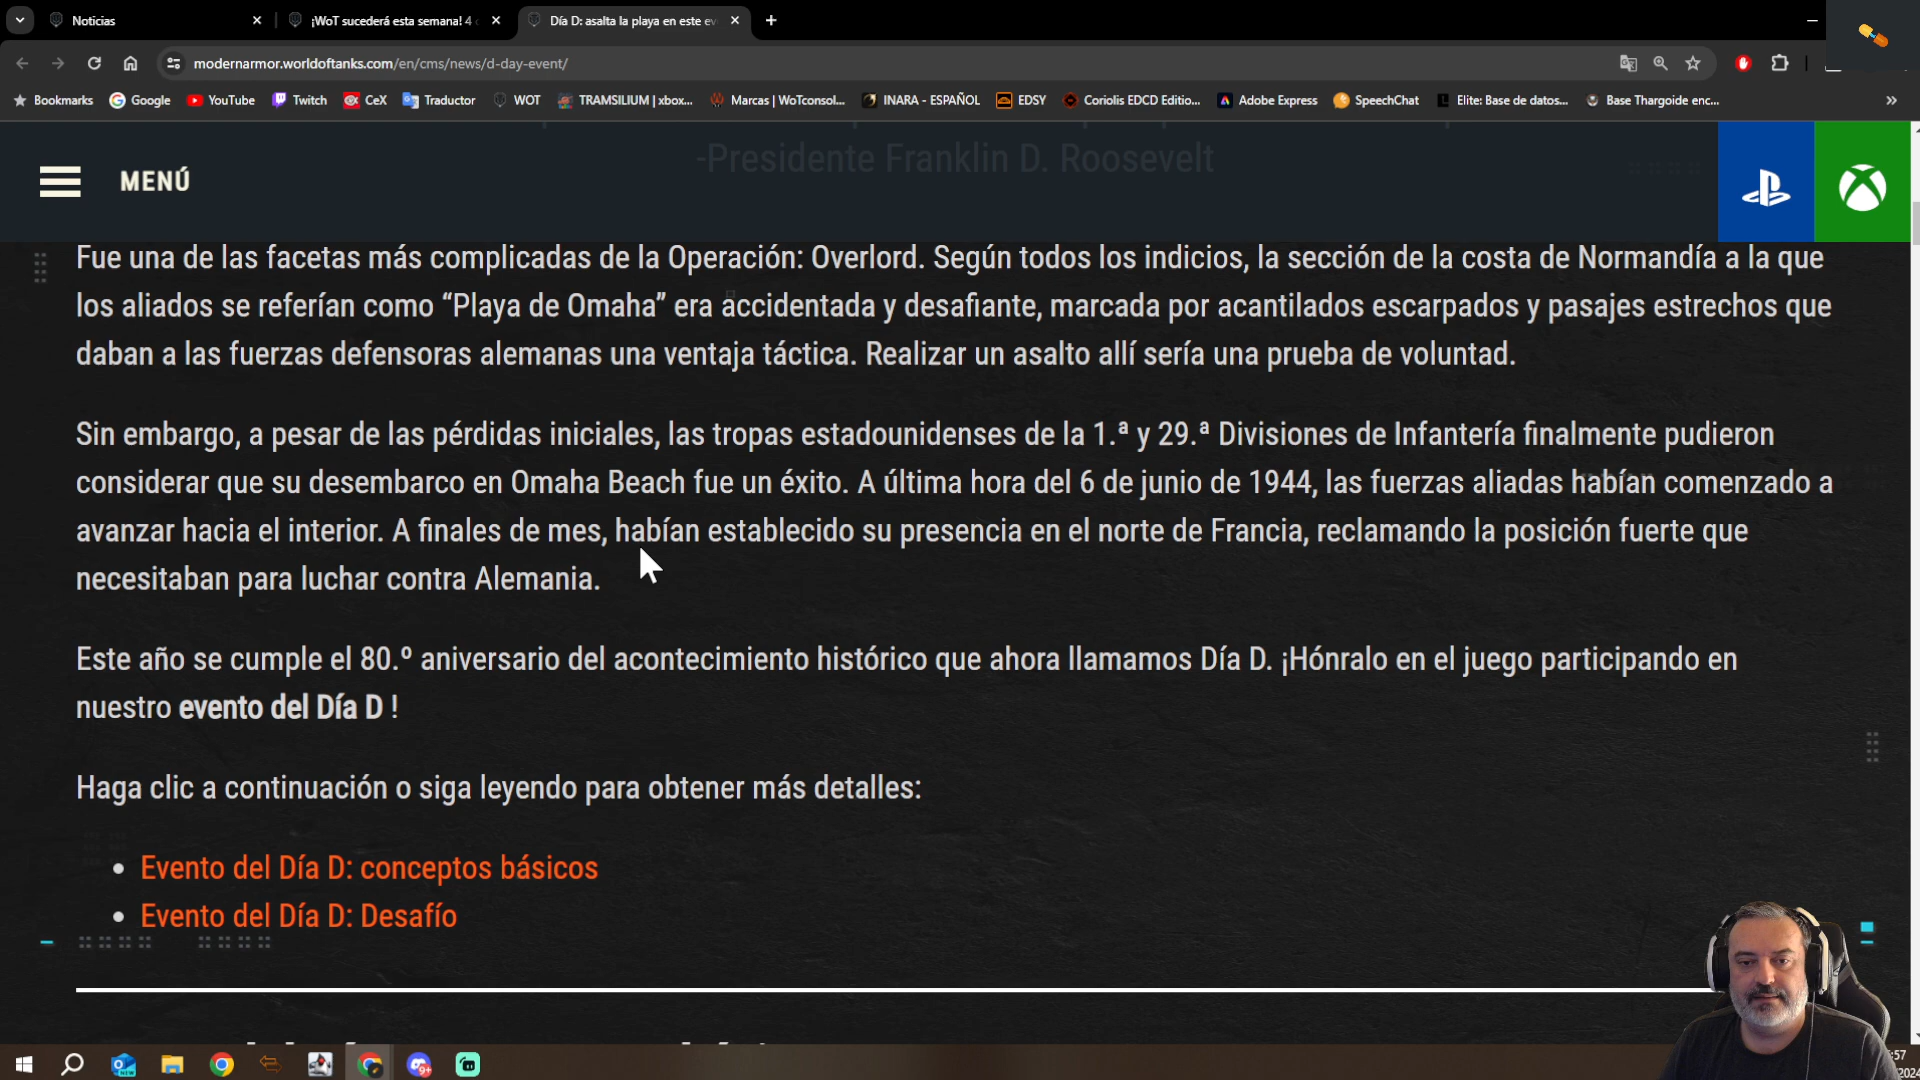 Noticias
¡WoT sucederá esta semana! 4
Día D: asalta la playa en este ev
modernarmor.worldoftanks.com/en/cms/news/d-day-event/
Bookmarks
Google
YouTube
Twitch
CeX
Traductor
WOT
TRAMSILIUM | xbox...
Marcas | WoTconsol...
INARA - ESPAÑOL
EDSY
Coriolis EDCD Editio...
Adobe Express
SpeechChat
Elite: Base de datos...
Base Thargoide enc...
MENÚ
-Presidente Franklin D. Roosevelt
Fue una de las facetas más complicadas de la Operación: Overlord. Según todos los indicios, la sección de la costa de Normandía a la que
los aliados se referían como “Playa de Omaha” era accidentada y desafiante, marcada por acantilados escarpados y pasajes estrechos que
daban a las fuerzas defensoras alemanas una ventaja táctica. Realizar un asalto allí sería una prueba de voluntad.
Sin embargo, a pesar de las pérdidas iniciales, las tropas estadounidenses de la 1.ª y 29.ª Divisiones de Infantería finalmente pudieron
considerar que su desembarco en Omaha Beach fue un éxito. A última hora del 6 de junio de 1944, las fuerzas aliadas habían comenzado a
avanzar hacia el interior. A finales de mes, habían establecido su presencia en el norte de Francia, reclamando la posición fuerte que
necesitaban para luchar contra Alemania.
Este año se cumple el 80.º aniversario del acontecimiento histórico que ahora llamamos Día D. ¡Hónralo en el juego participando en
nuestro evento del Día D !
Haga clic a continuación o siga leyendo para obtener más detalles:
Evento del Día D: conceptos básicos
Evento del Día D: Desafío
9+
:57
2024